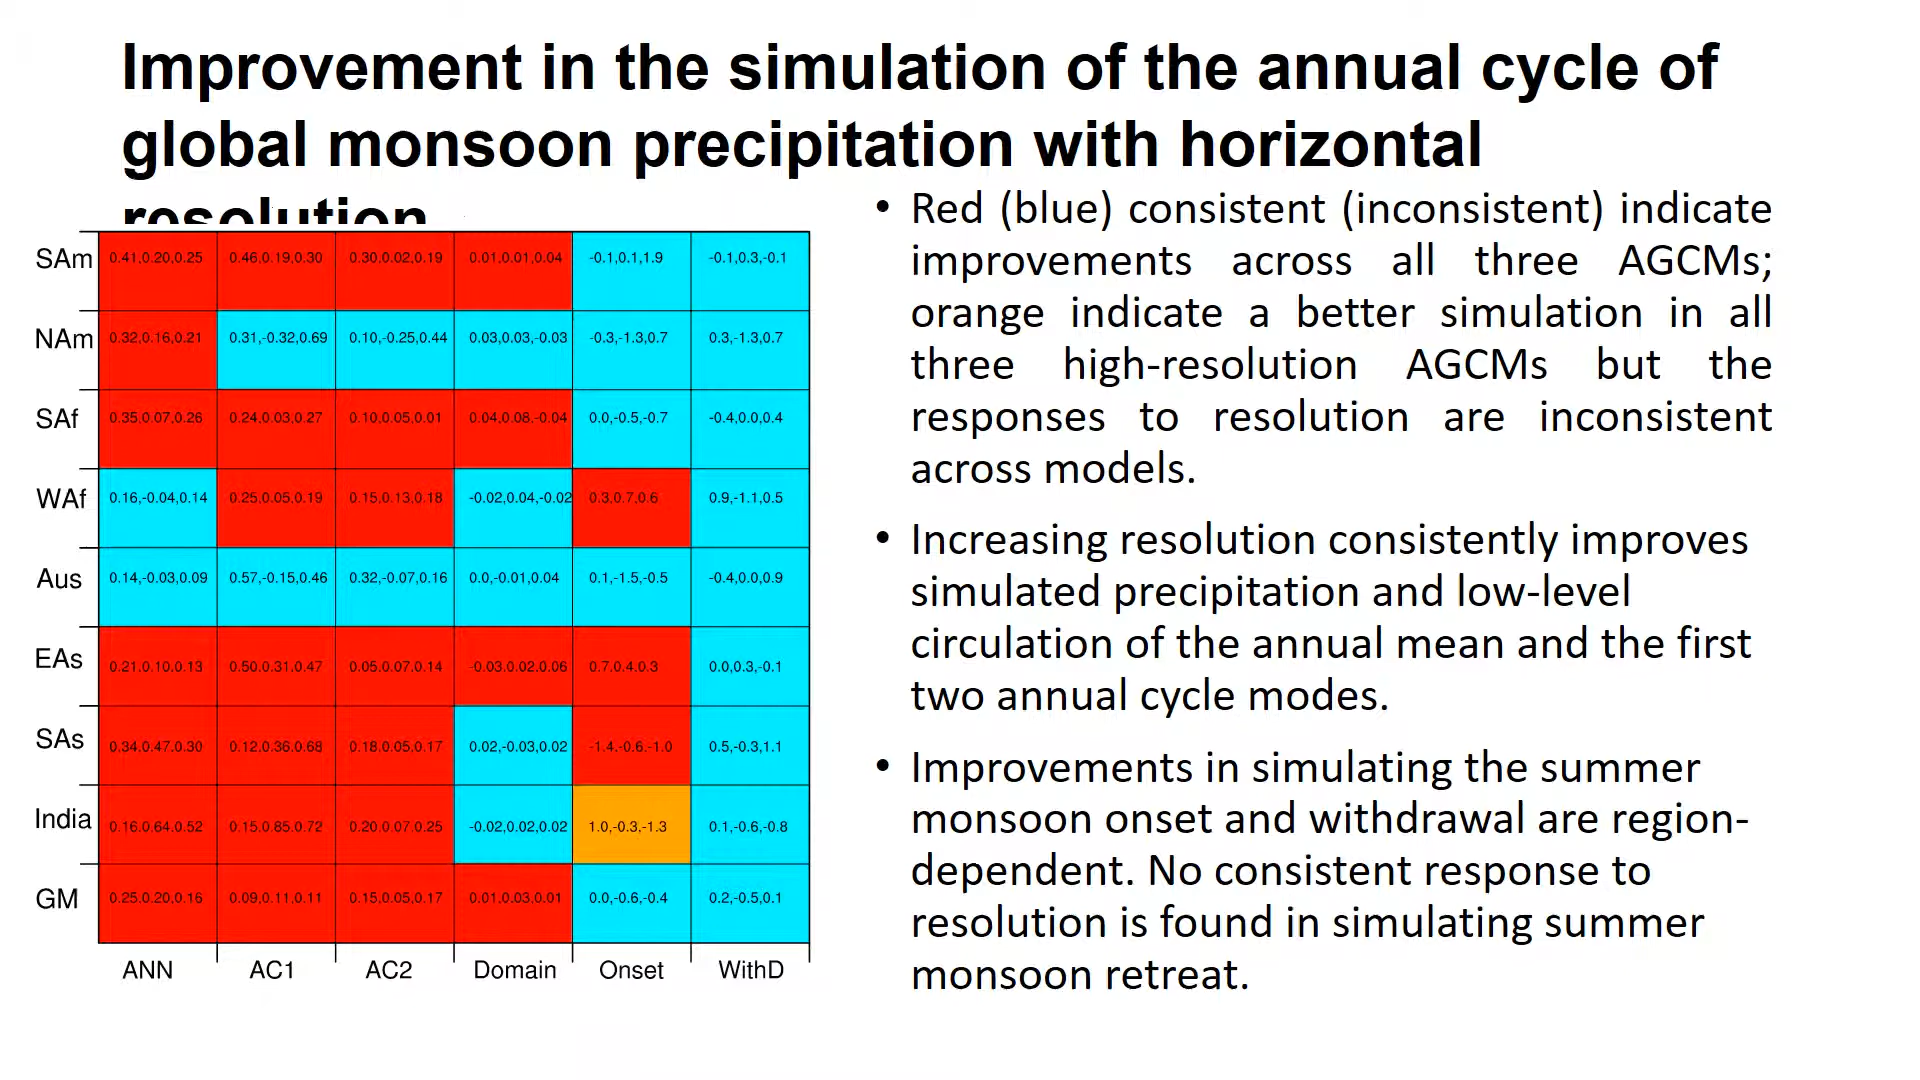 Improvement in the simulation of the annual cycle of
global monsoon precipitation with horizontal
resolution
SAm 0.41,0.20,0.25 0.46,0.19,0.30 0.30,0.02,0.19 0.01,0.01,0.04 -0.1,0.1,1.9 -0.1,0.3,-0.1
NAm 0.32,0.16,0.21 0.31,-0.32,0.69 0.10,-0.25,0.44 0.03,0.03,-0.03 -0.3,-1.3,0.7 0.3,-1.3,0.7
SAf 0.35,0.07,0.26 0.24,0.03,0.27 0.10,0.05,0.01 0.04,0.08,-0.04 0.0,-0.5,-0.7 -0.4,0.0,0.4
WAf 0.16,-0.04,0.14 0.25,0.05,0.19 0.15,0.13,0.18 -0.02,0.04,-0.02 0.3,0.7,0.6 0.9,-1.1,0.5
Aus 0.14,-0.03,0.09 0.57,-0.15,0.46 0.32,-0.07,0.16 0.0,-0.01,0.04 0.1,-1.5,-0.5 -0.4,0.0,0.9
EAs 0.21,0.10,0.13 0.50,0.31,0.47 0.05,0.07,0.14 -0.03,0.02,0.06 0.7,0.4,0.3 0.0,0.3,-0.1
SAs 0.34,0.47,0.30 0.12,0.36,0.68 0.18,0.05,0.17 0.02,-0.03,0.02 -1.4,-0.6,-1.0 0.5,-0.3,1.1
India 0.16,0.64,0.52 0.15,0.85,0.72 0.20,0.07,0.25 -0.02,0.02,0.02 1.0,-0.3,-1.3 0.1,-0.6,-0.8
GM 0.25,0.20,0.16 0.09,0.11,0.11 0.15,0.05,0.17 0.01,0.03,0.01 0.0,-0.6,-0.4 0.2,-0.5,0.1
ANN AC1 AC2 Domain Onset WithD
• Red (blue) consistent (inconsistent) indicate
improvements across all three AGCMs;
orange indicate a better simulation in all
three high-resolution AGCMs but the
responses to resolution are inconsistent
across models.
• Increasing resolution consistently improves
simulated precipitation and low-level
circulation of the annual mean and the first
two annual cycle modes.
• Improvements in simulating the summer
monsoon onset and withdrawal are region-
dependent. No consistent response to
resolution is found in simulating summer
monsoon retreat.